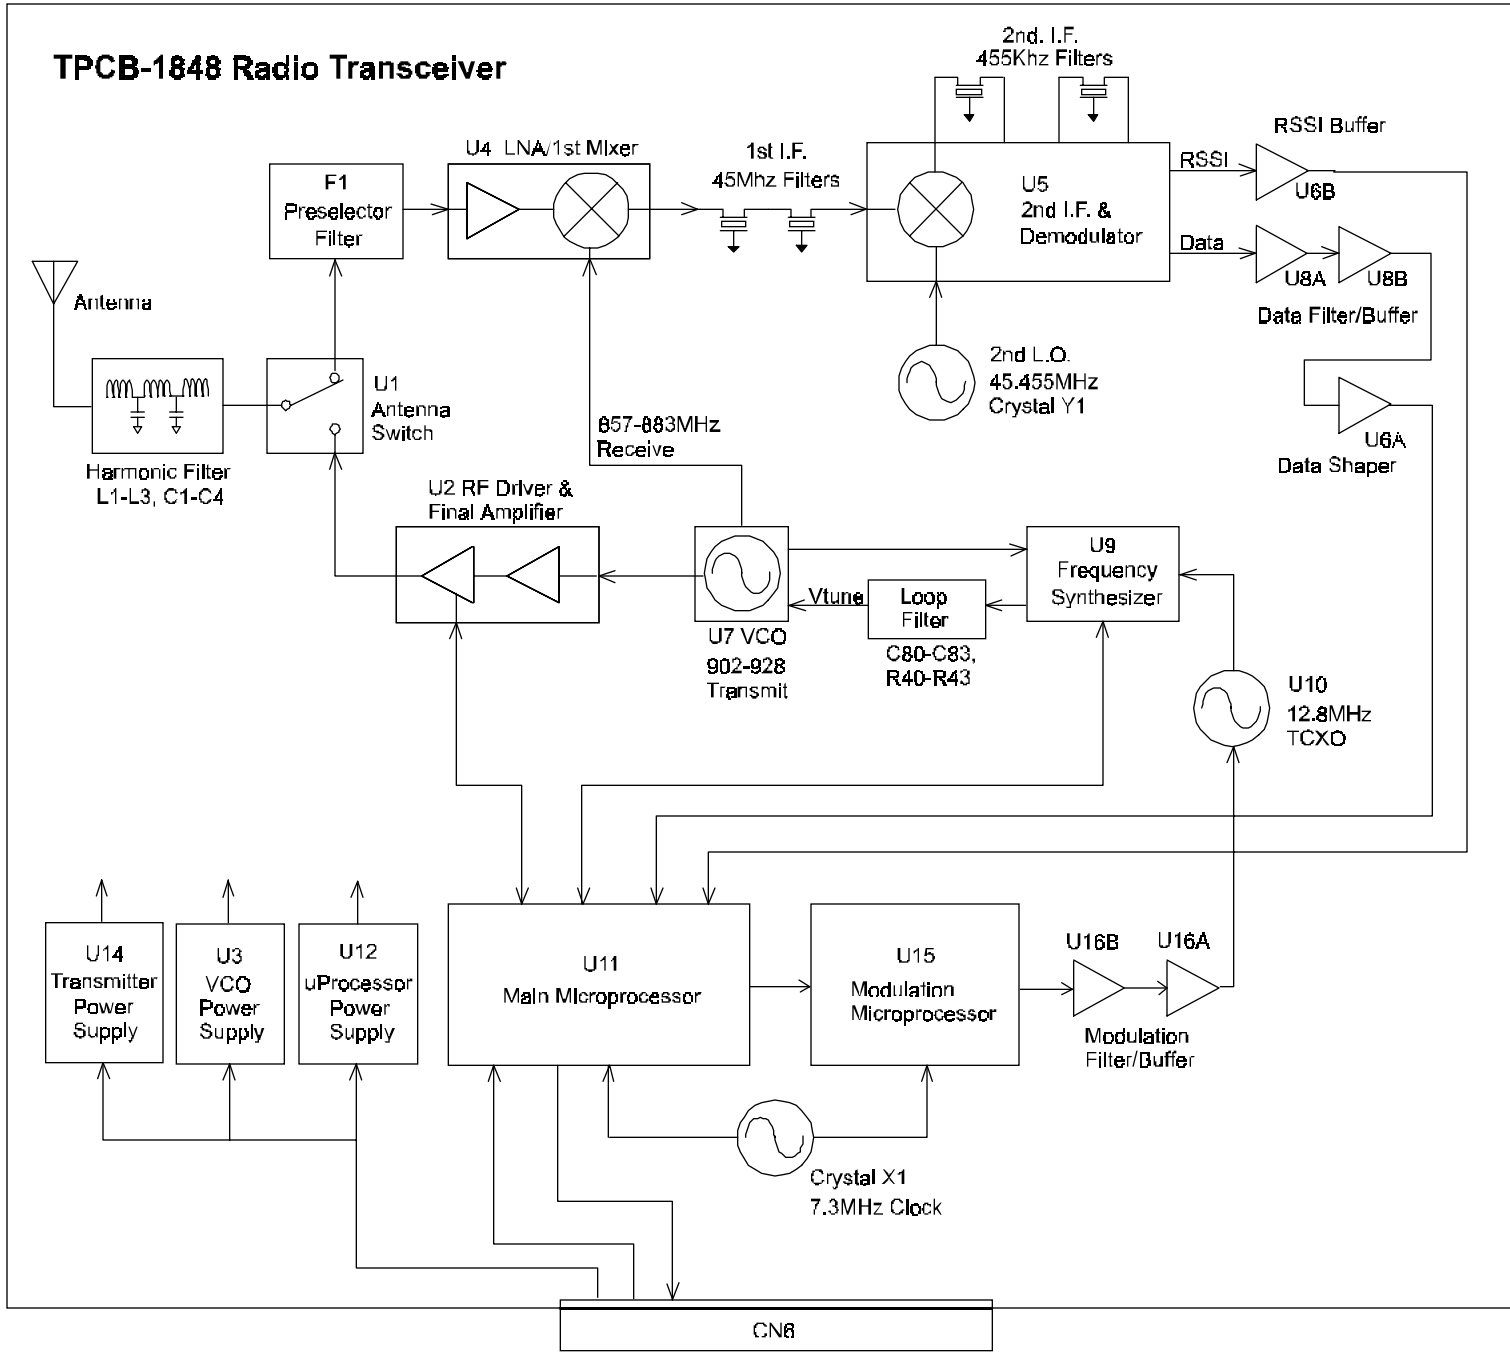 TPCB-1848 Radio Transceiver
2nd. I.F.
455Khz Filters
RSSI Buffer
U4 LNA/1st Mixer
1st I.F.
45Mhz Filters
RSSI
U6B
F1
Preselector
Filter
U5
2nd I.F. &
Demodulator
Data
U8A
U8B
Data Filter/Buffer
Antenna
2nd L.O.
45.455MHz
Crystal Y1
U1
Antenna
Switch
857-883MHz
Receive
U6A
Data Shaper
Harmonic Filter
L1-L3, C1-C4
U2 RF Driver &
Final Amplifier
U9
Frequency
Synthesizer
Vtune
Loop
Filter
U7 VCO
902-928
Transmit
C80-C83,
R40-R43
U10
12.8MHz
TCXO
U14
Transmitter
Power
Supply
U3
VCO
Power
Supply
U12
uProcessor
Power
Supply
U11
Main Microprocessor
U15
Modulation
Microprocessor
U16B
U16A
Modulation
Filter/Buffer
Crystal X1
7.3MHz Clock
CN6